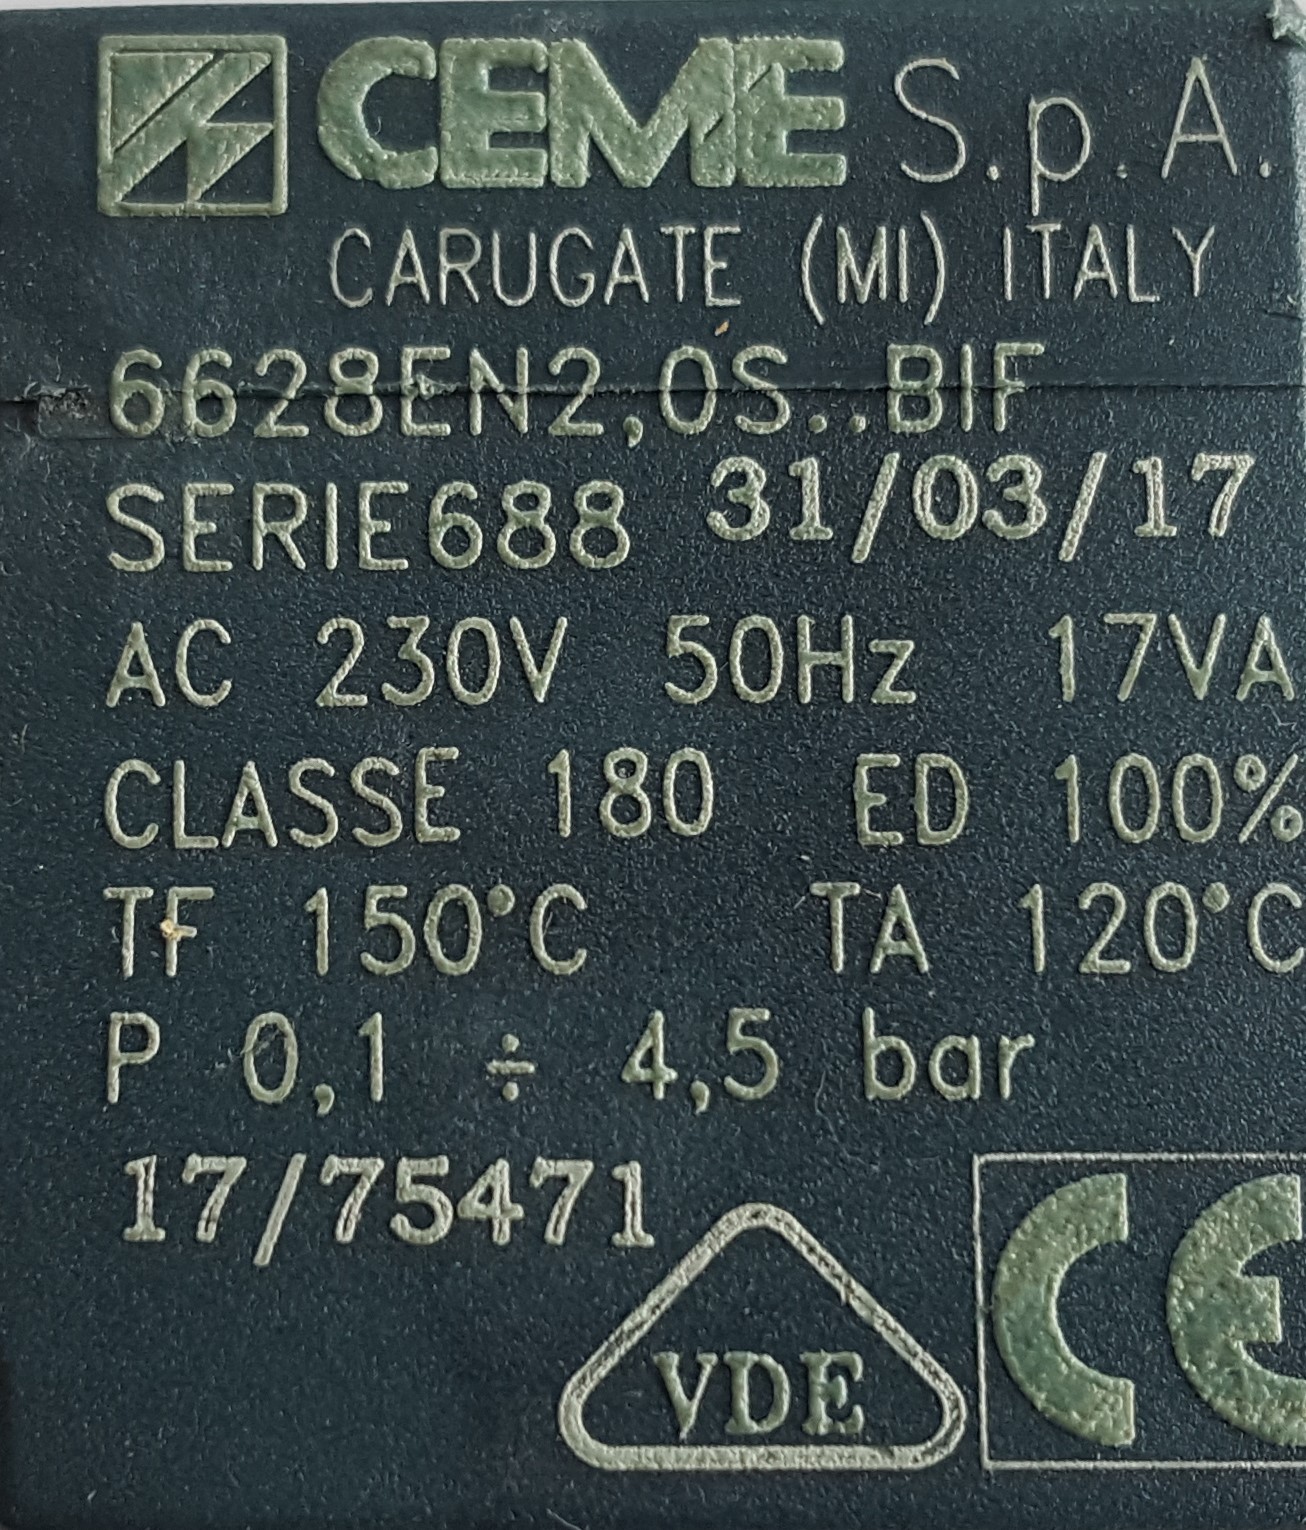 CEME S.p.A.
CARUGATE (MI) ITALY
6628EN2,0S..BIF
SERIE688 31/03/17
AC 230V 50Hz 17VA
CLASSE 180 ED 100%
TF 150°C TA 120°C
P 0,1 ÷ 4,5 bar
17/75471
VDE CE